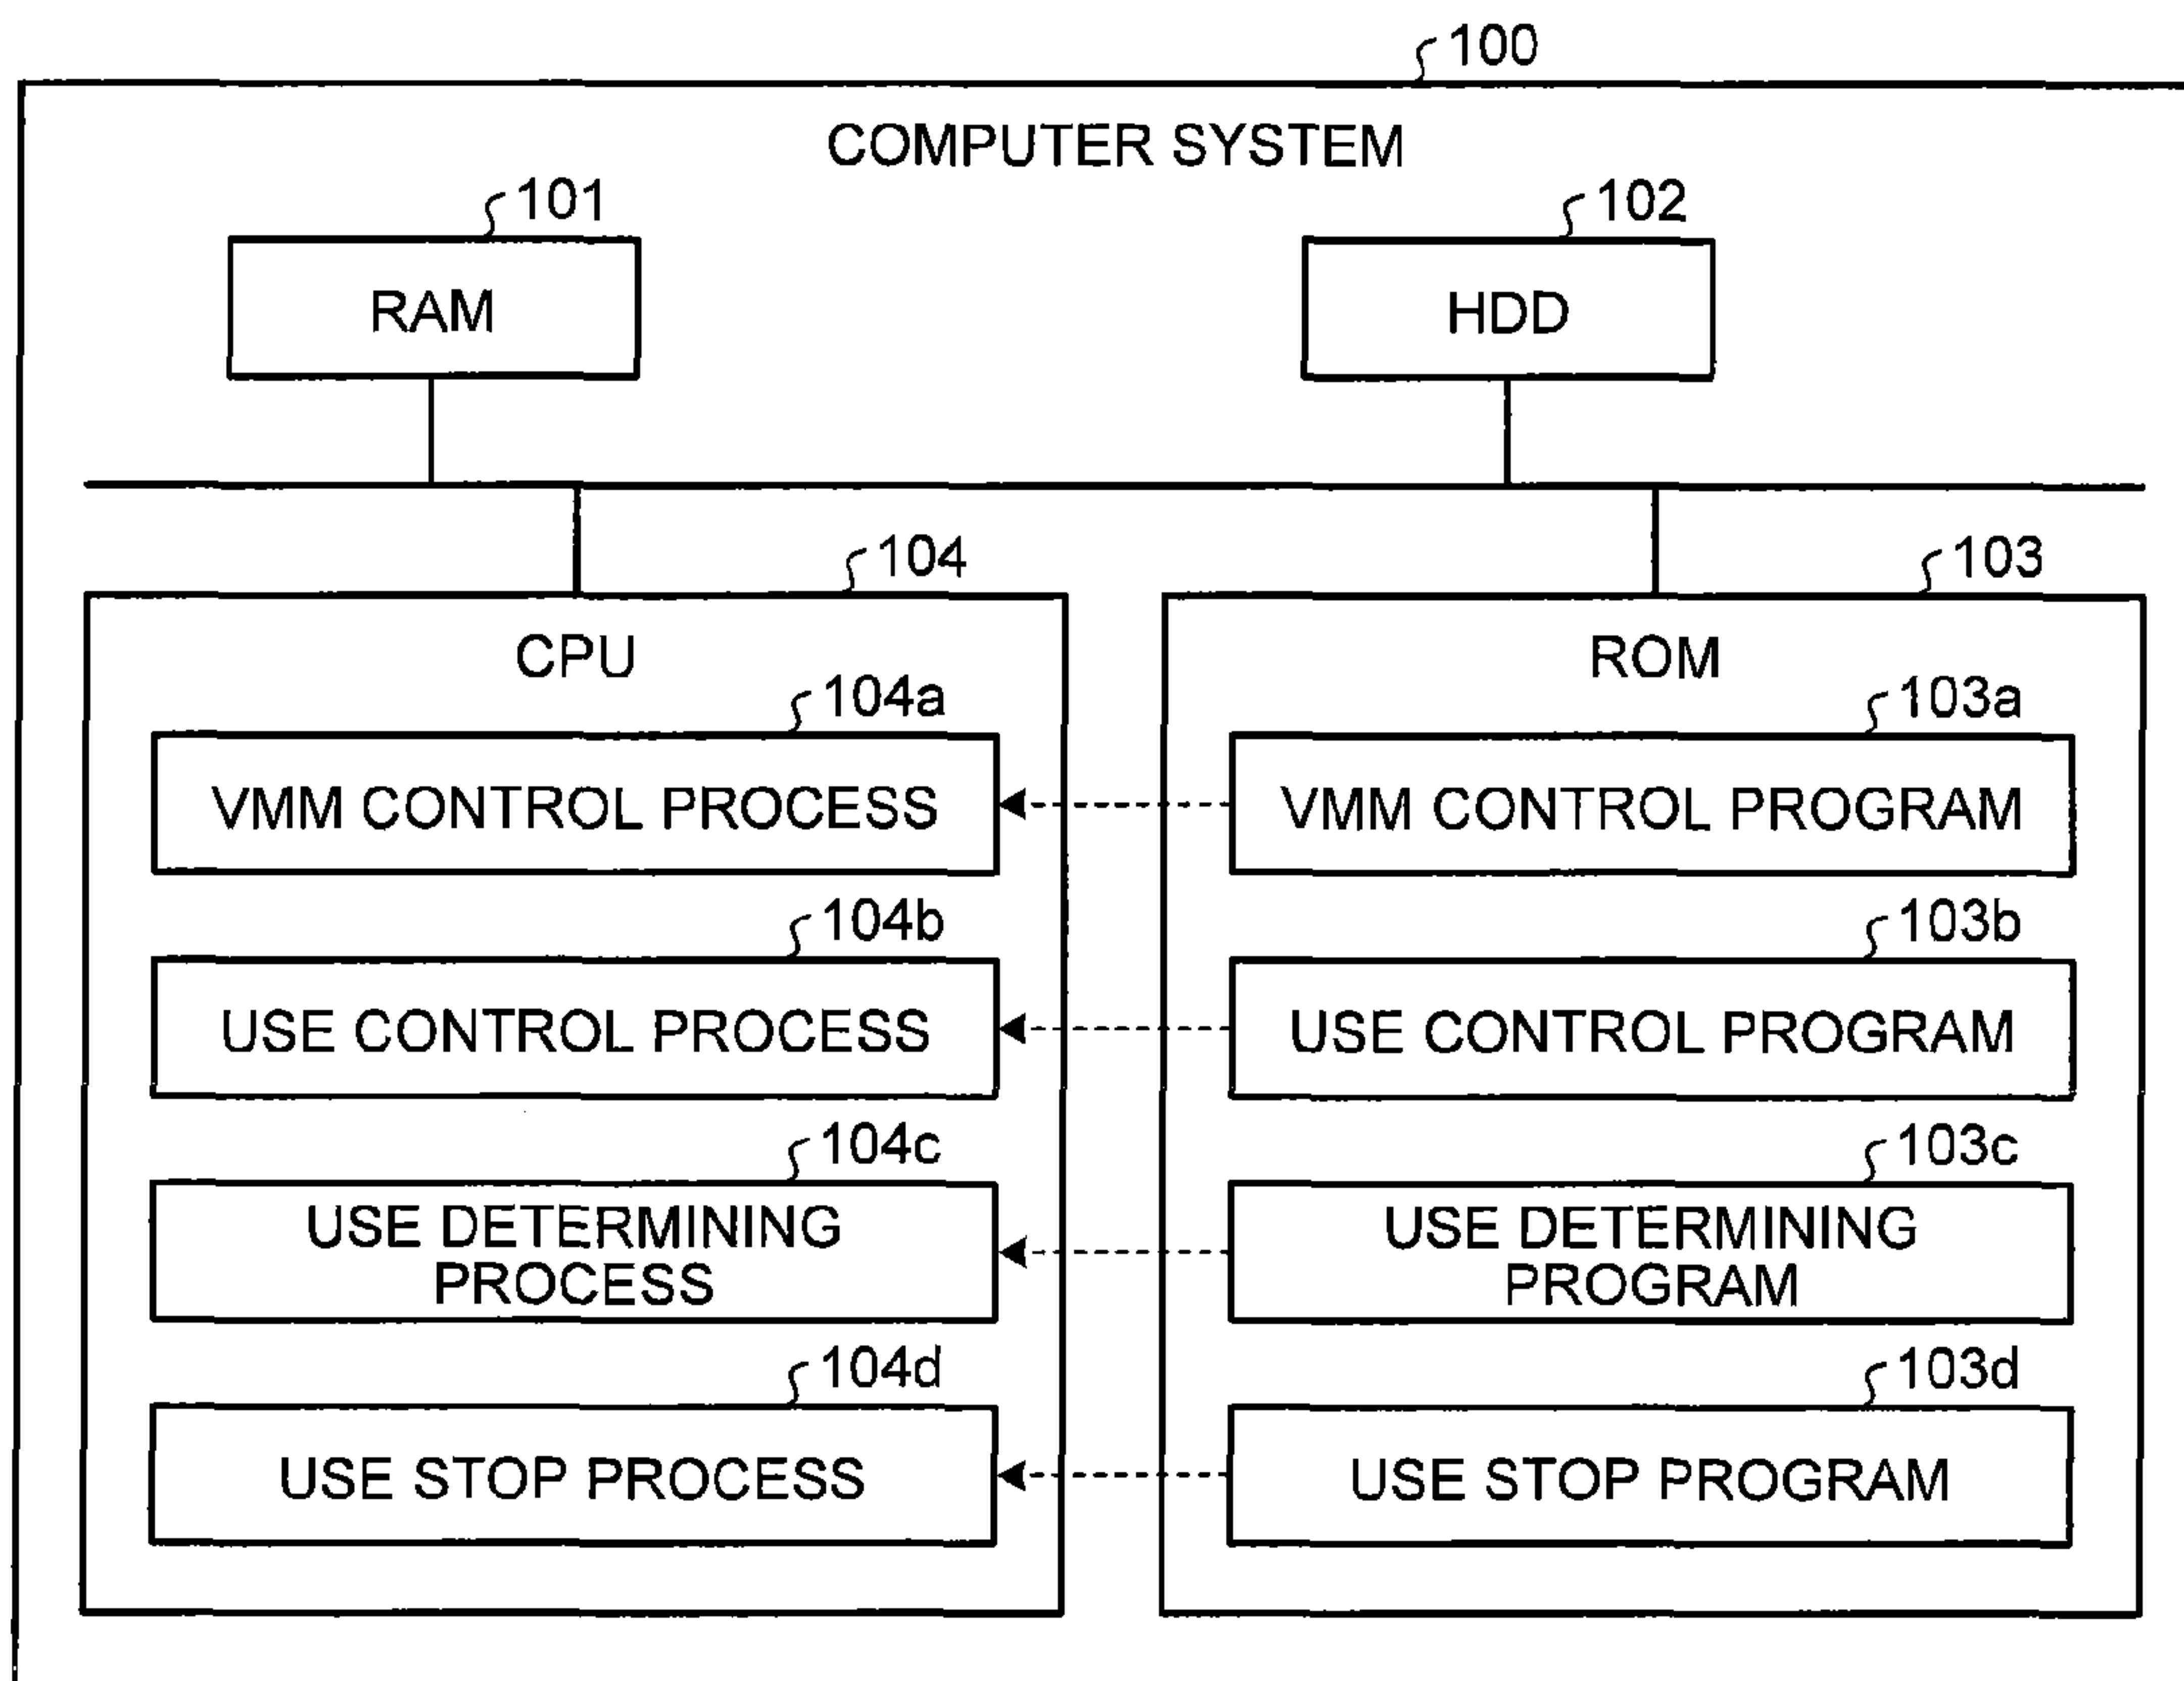 100
COMPUTER SYSTEM
101
102
RAM
HDD
104
103
CPU
ROM
104a
103a
VMM CONTROL PROCESS
VMM CONTROL PROGRAM
104b
103b
USE CONTROL PROCESS
USE CONTROL PROGRAM
104c
103c
USE DETERMINING
PROCESS
USE DETERMINING
PROGRAM
104d
103d
USE STOP PROCESS
USE STOP PROGRAM